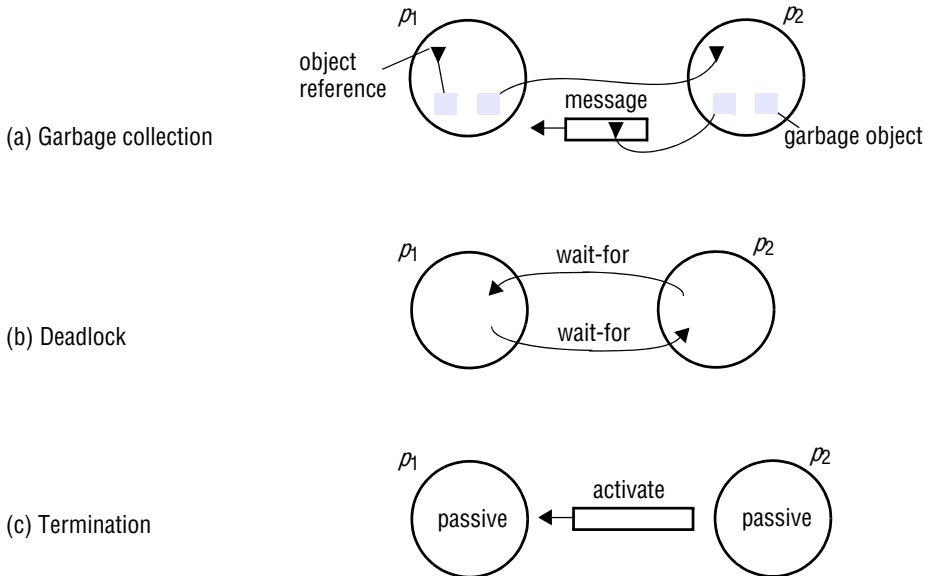 p1
p2
object
reference
message
(a) Garbage collection
garbage object
p1
p2
wait-for
(b) Deadlock
wait-for
p1
p2
activate
(c) Termination
passive
passive